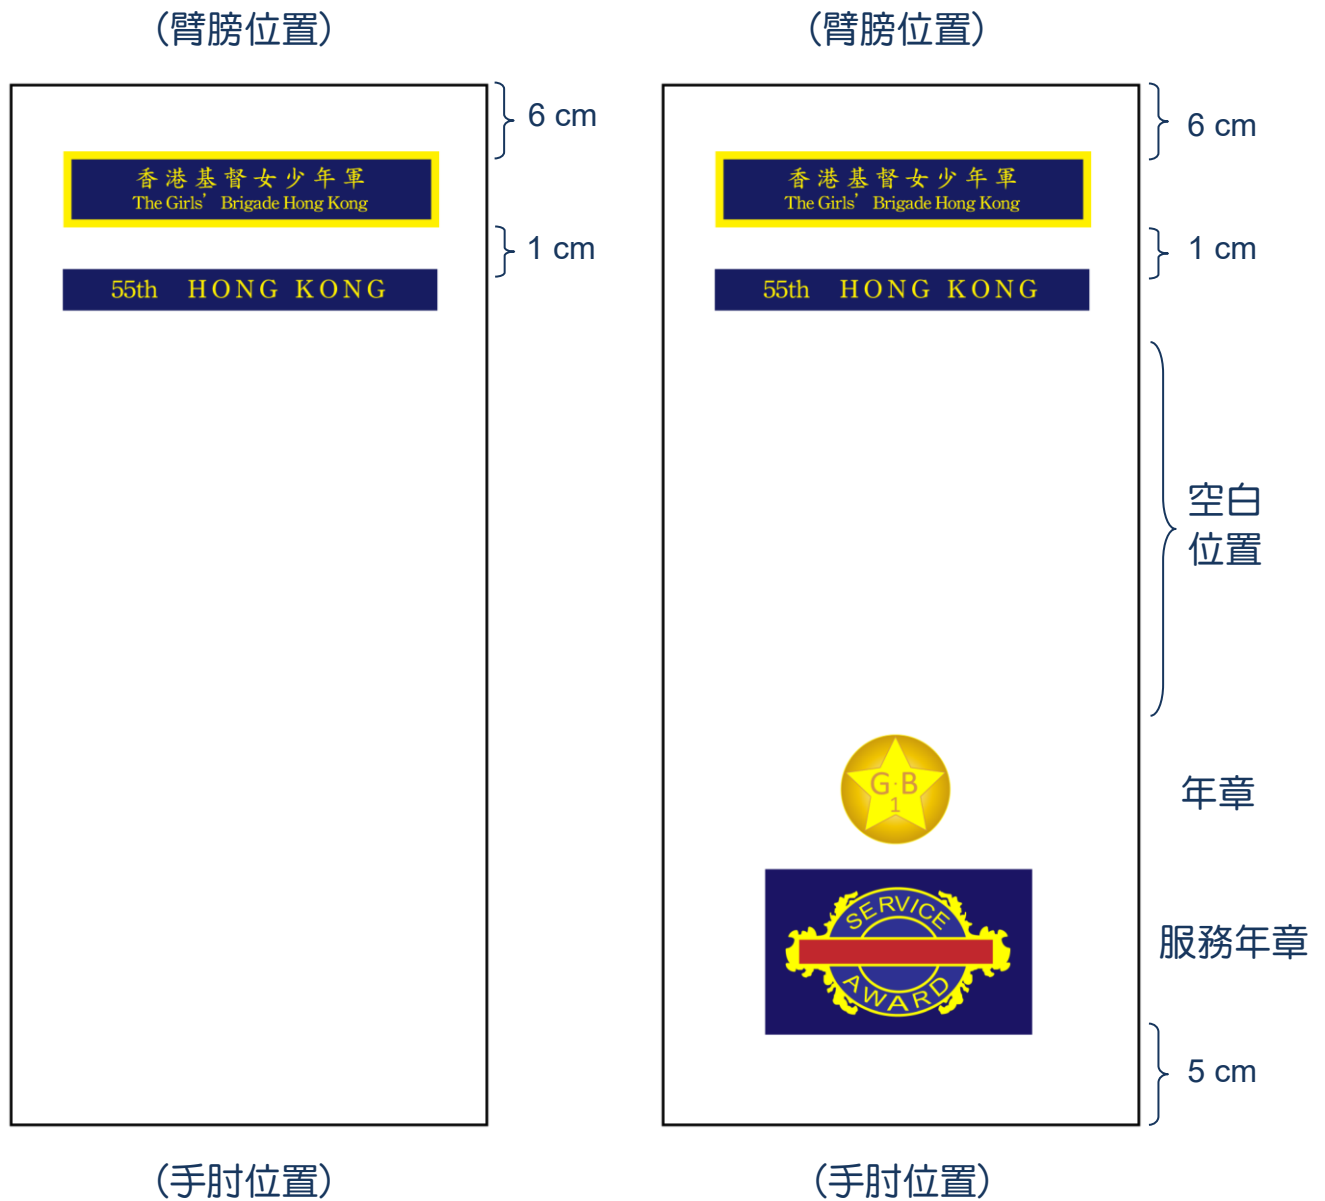 (臂膀位置)
6 cm
香港基督女少年軍
The Girls’ Brigade Hong Kong
1 cm
55th HONG KONG
(手肘位置)
(臂膀位置)
6 cm
香港基督女少年軍
The Girls’ Brigade Hong Kong
1 cm
55th HONG KONG
空白
位置
G·B
1
年章
SERVICE
AWARD
服務年章
5 cm
(手肘位置)